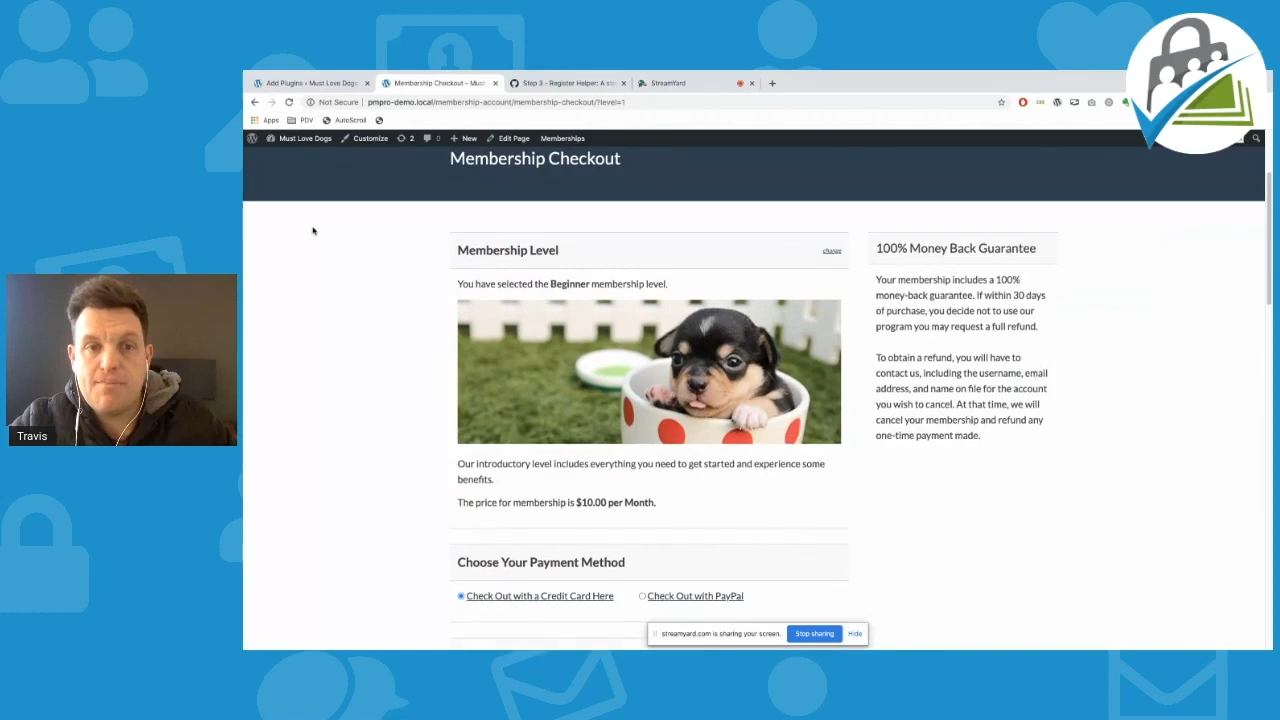 Add Plugins ‹ Must Love Dogs
Membership Checkout – Must
Step 3 - Register Helper: A ste
StreamYard
Not Secure
pmpro-demo.local/membership-account/membership-checkout/?level=1
Apps
PDV
AutoScroll
Must Love Dogs
Customize
2
0
New
Edit Page
Memberships
Membership Checkout
Membership Level
change
You have selected the Beginner membership level.
Our introductory level includes everything you need to get started and experience some
benefits.
The price for membership is $10.00 per Month.
Choose Your Payment Method
Check Out with a Credit Card Here
Check Out with PayPal
100% Money Back Guarantee
Your membership includes a 100%
money-back guarantee. If within 30 days
of purchase, you decide not to use our
program you may request a full refund.
To obtain a refund, you will have to
contact us, including the username, email
address, and name on file for the account
you wish to cancel. At that time, we will
cancel your membership and refund any
one-time payment made.
streamyard.com is sharing your screen.
Stop sharing
Hide
Travis
1